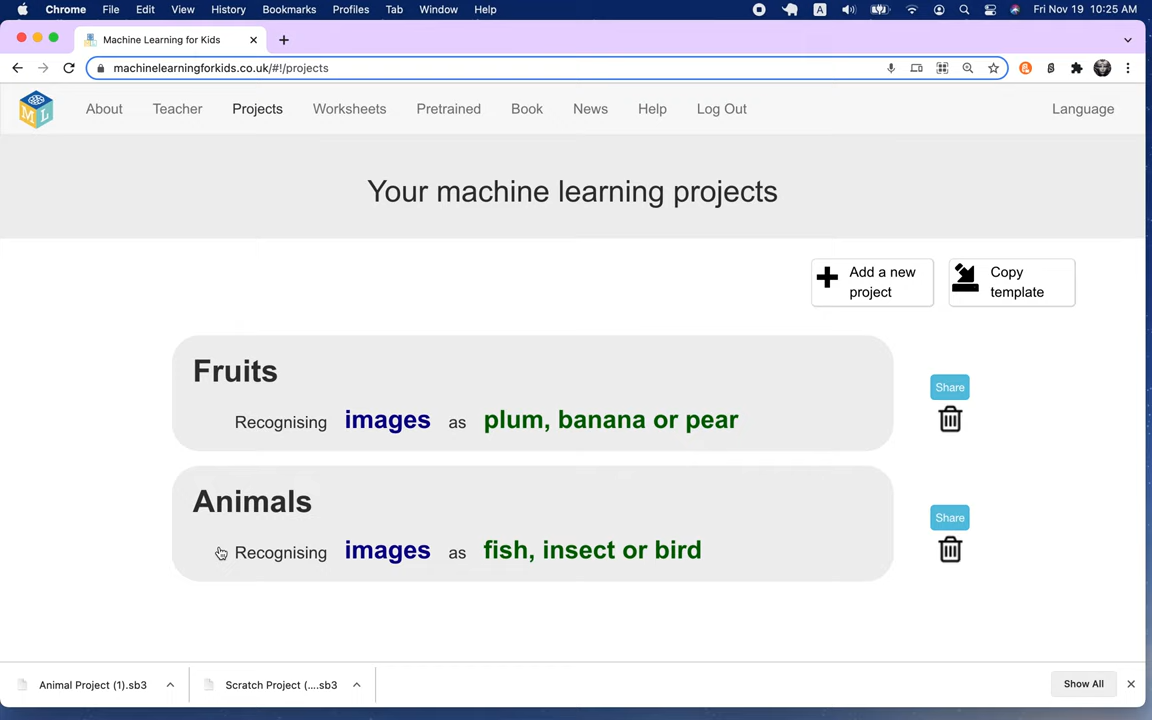 Chrome File Edit View History Bookmarks Profiles Tab Window Help A Fri Nov 19 10:25 AM
Machine Learning for Kids
machinelearningforkids.co.uk/#!/projects
ML About Teacher Projects Worksheets Pretrained Book News Help Log Out Language
Your machine learning projects
Add a new
project
Copy
template
Fruits
Recognising images as plum, banana or pear
Share
Animals
Recognising images as fish, insect or bird
Share
Animal Project (1).sb3 Scratch Project (....sb3 Show All